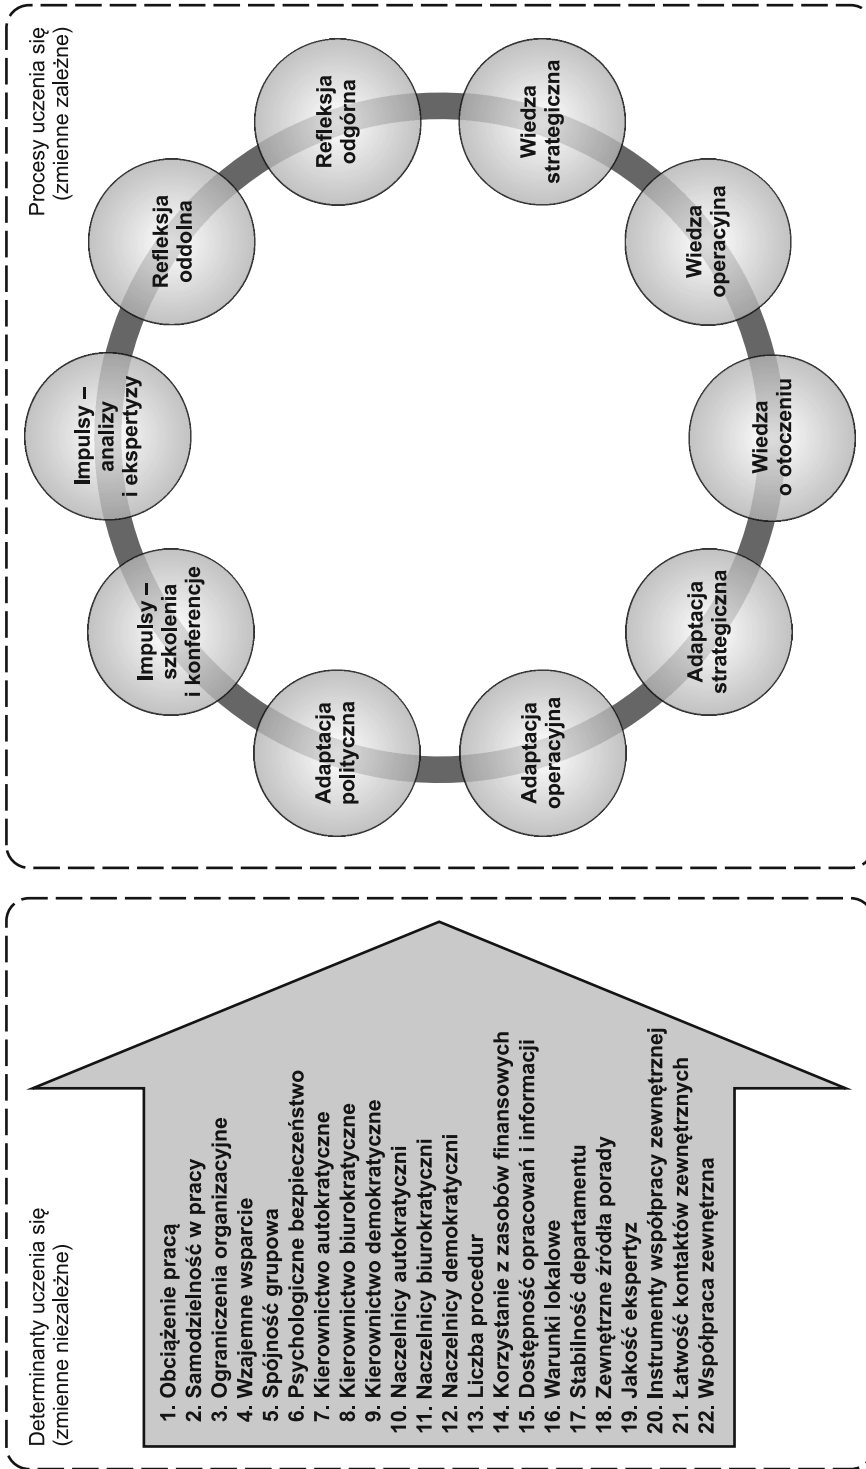 Determinanty uczenia się
(zmienne niezależne)
1. Obciążenie pracą
2. Samodzielność w pracy
3. Ograniczenia organizacyjne
4. Wzajemne wsparcie
5. Spójność grupowa
6. Psychologiczne bezpieczeństwo
7. Kierownictwo autokratyczne
8. Kierownictwo biurokratyczne
9. Kierownictwo demokratyczne
10. Naczelnicy autokratyczni
11. Naczelnicy biurokratyczni
12. Naczelnicy demokratyczni
13. Liczba procedur
14. Korzystanie z zasobów finansowych
15. Dostępność opracowań i informacji
16. Warunki lokalowe
17. Stabilność departamentu
18. Zewnętrzne źródła porady
19. Jakość ekspertyz
20. Instrumenty współpracy zewnętrznej
21. Łatwość kontaktów zewnętrznych
22. Współpraca zewnętrzna
Procesy uczenia się
(zmienne zależne)
Impulsy –
analizy
i ekspertyzy
Refleksja
oddolna
Refleksja
odgórna
Wiedza
strategiczna
Wiedza
operacyjna
Wiedza
o otoczeniu
Adaptacja
strategiczna
Adaptacja
operacyjna
Adaptacja
polityczna
Impulsy –
szkolenia
i konferencje